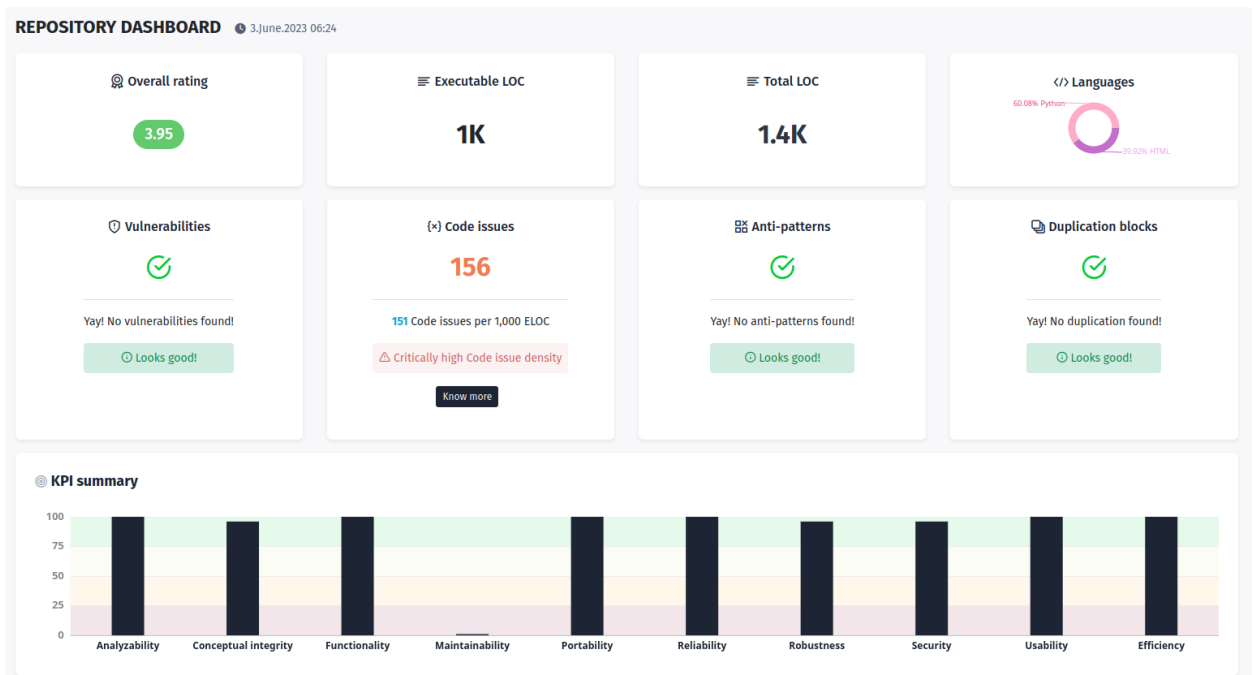 REPOSITORY DASHBOARD 3.June.2023 06:24
Overall rating
3.95
Executable LOC
1K
Total LOC
1.4K
</> Languages
60.08% Python
39.92% HTML
Vulnerabilities
Yay! No vulnerabilities found!
Looks good!
{×} Code issues
156
151 Code issues per 1,000 ELOC
Critically high Code issue density
Know more
Anti-patterns
Yay! No anti-patterns found!
Looks good!
Duplication blocks
Yay! No duplication found!
Looks good!
KPI summary
100
75
50
25
0
Analyzability Conceptual integrity Functionality Maintainability Portability Reliability Robustness Security Usability Efficiency